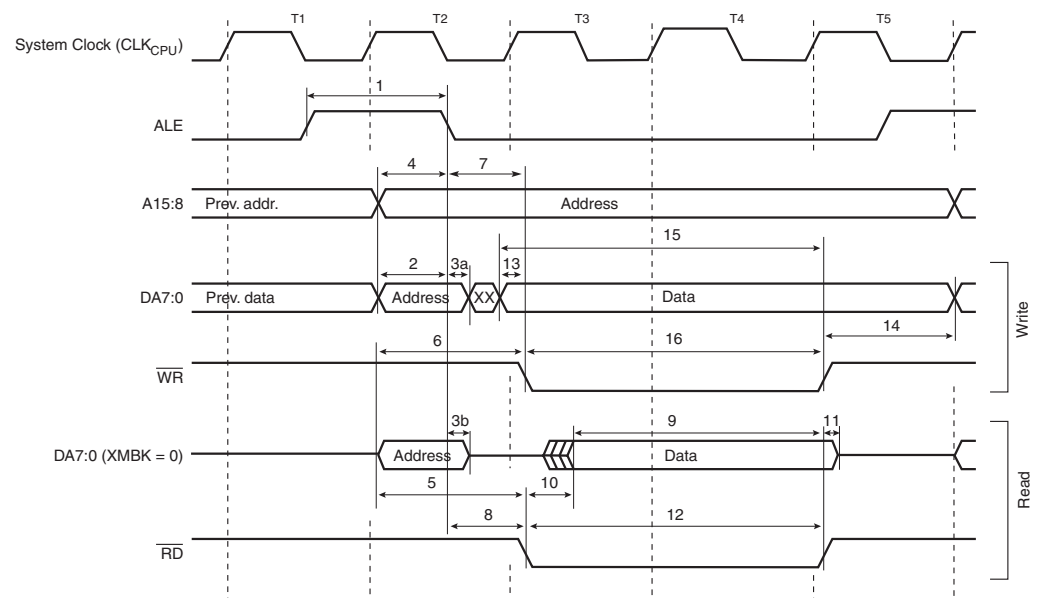 T1 T2 T3 T4 T5
System Clock (CLKCPU)
1
ALE
4 7
A15:8 Prev. addr. Address
15
2 3a 13
DA7:0 Prev. data Address XX Data
14
6 16
WR
Write
3b 9 11
DA7:0 (XMBK = 0) Address Data
5 10
8 12
RD
Read